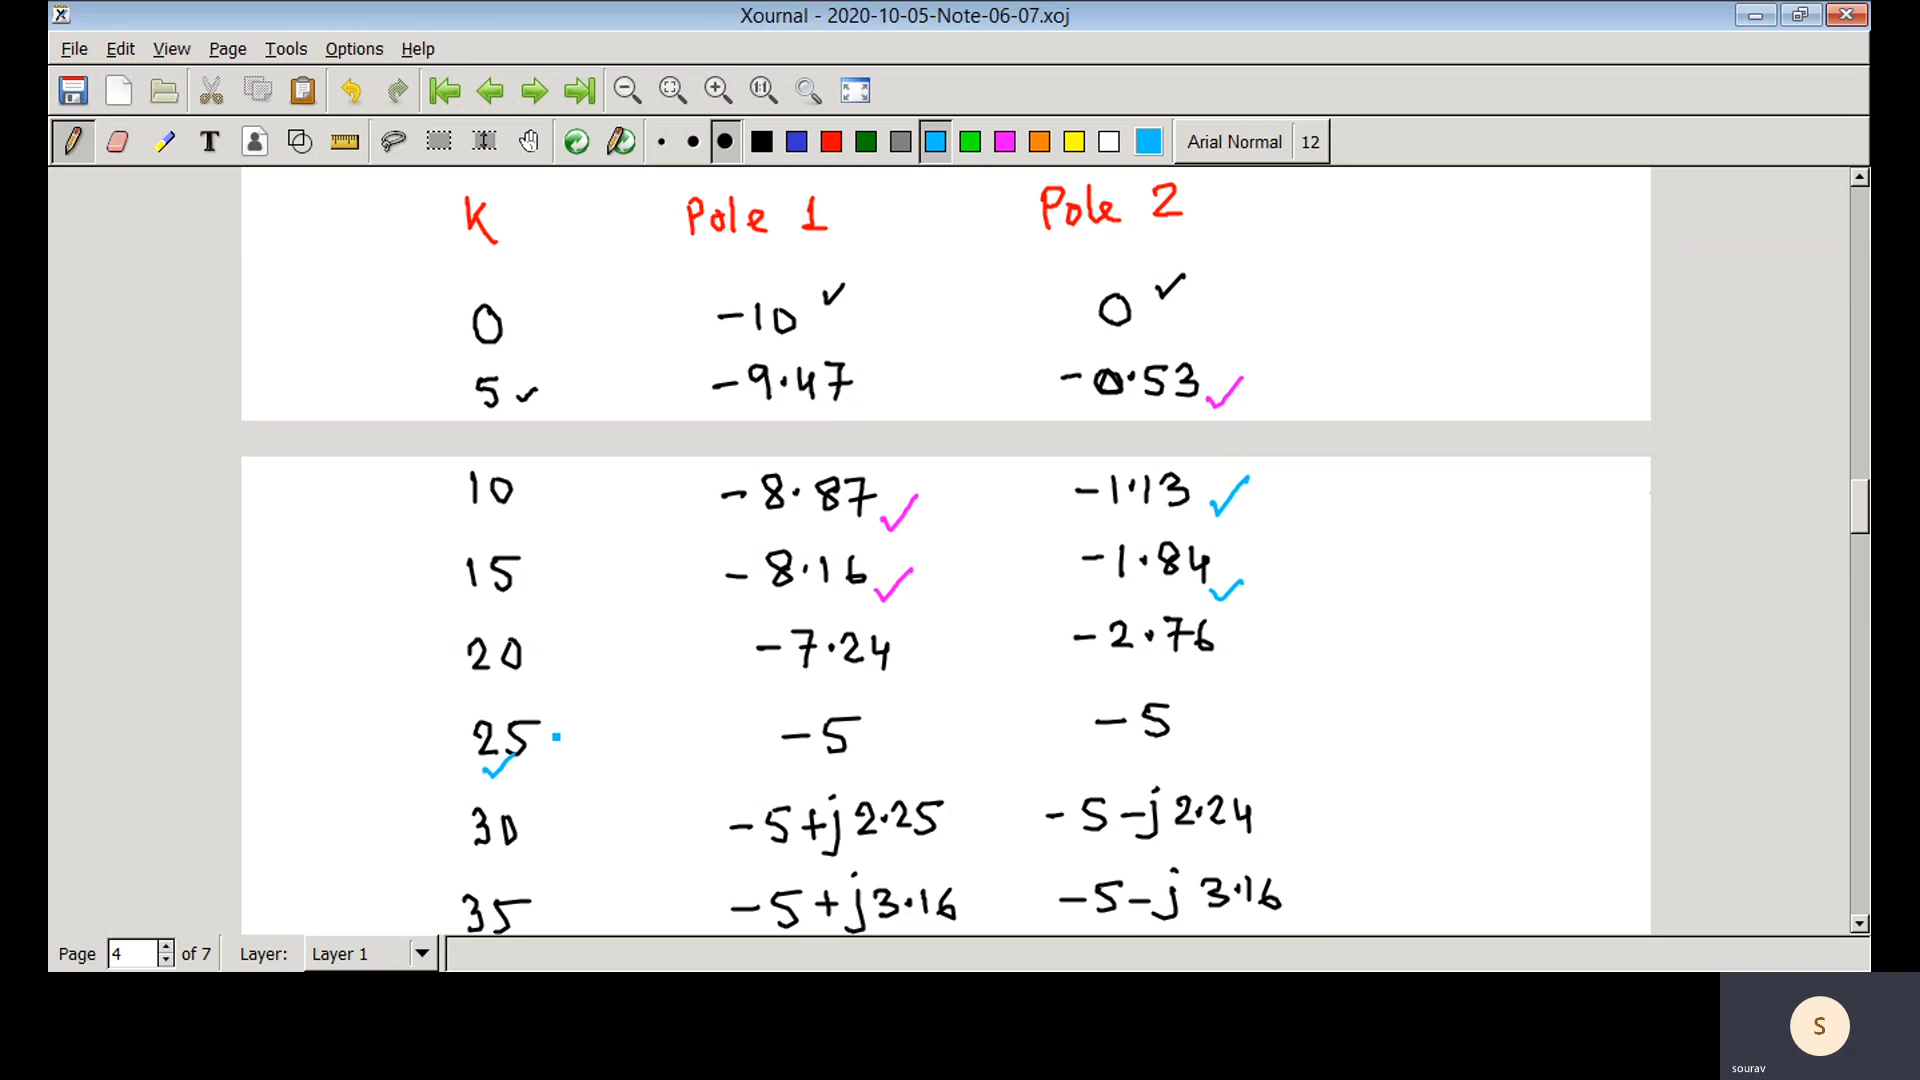 Xournal - 2020-10-05-Note-06-07.xoj
File Edit View Page Tools Options Help
T Arial Normal 12
K Pole 1 Pole 2
0 -10 ✓ 0 ✓
5 ✓ -9.47 -0.53 ✓
10 -8.87 ✓ -1.13 ✓
15 -8.16 ✓ -1.84 ✓
20 -7.24 -2.76
25 ✓ -5 -5
30 -5+j2.25 -5-j2.24
35 -5+j3.16 -5-j3.16
Page 4 of 7 Layer: Layer 1
S
sourav